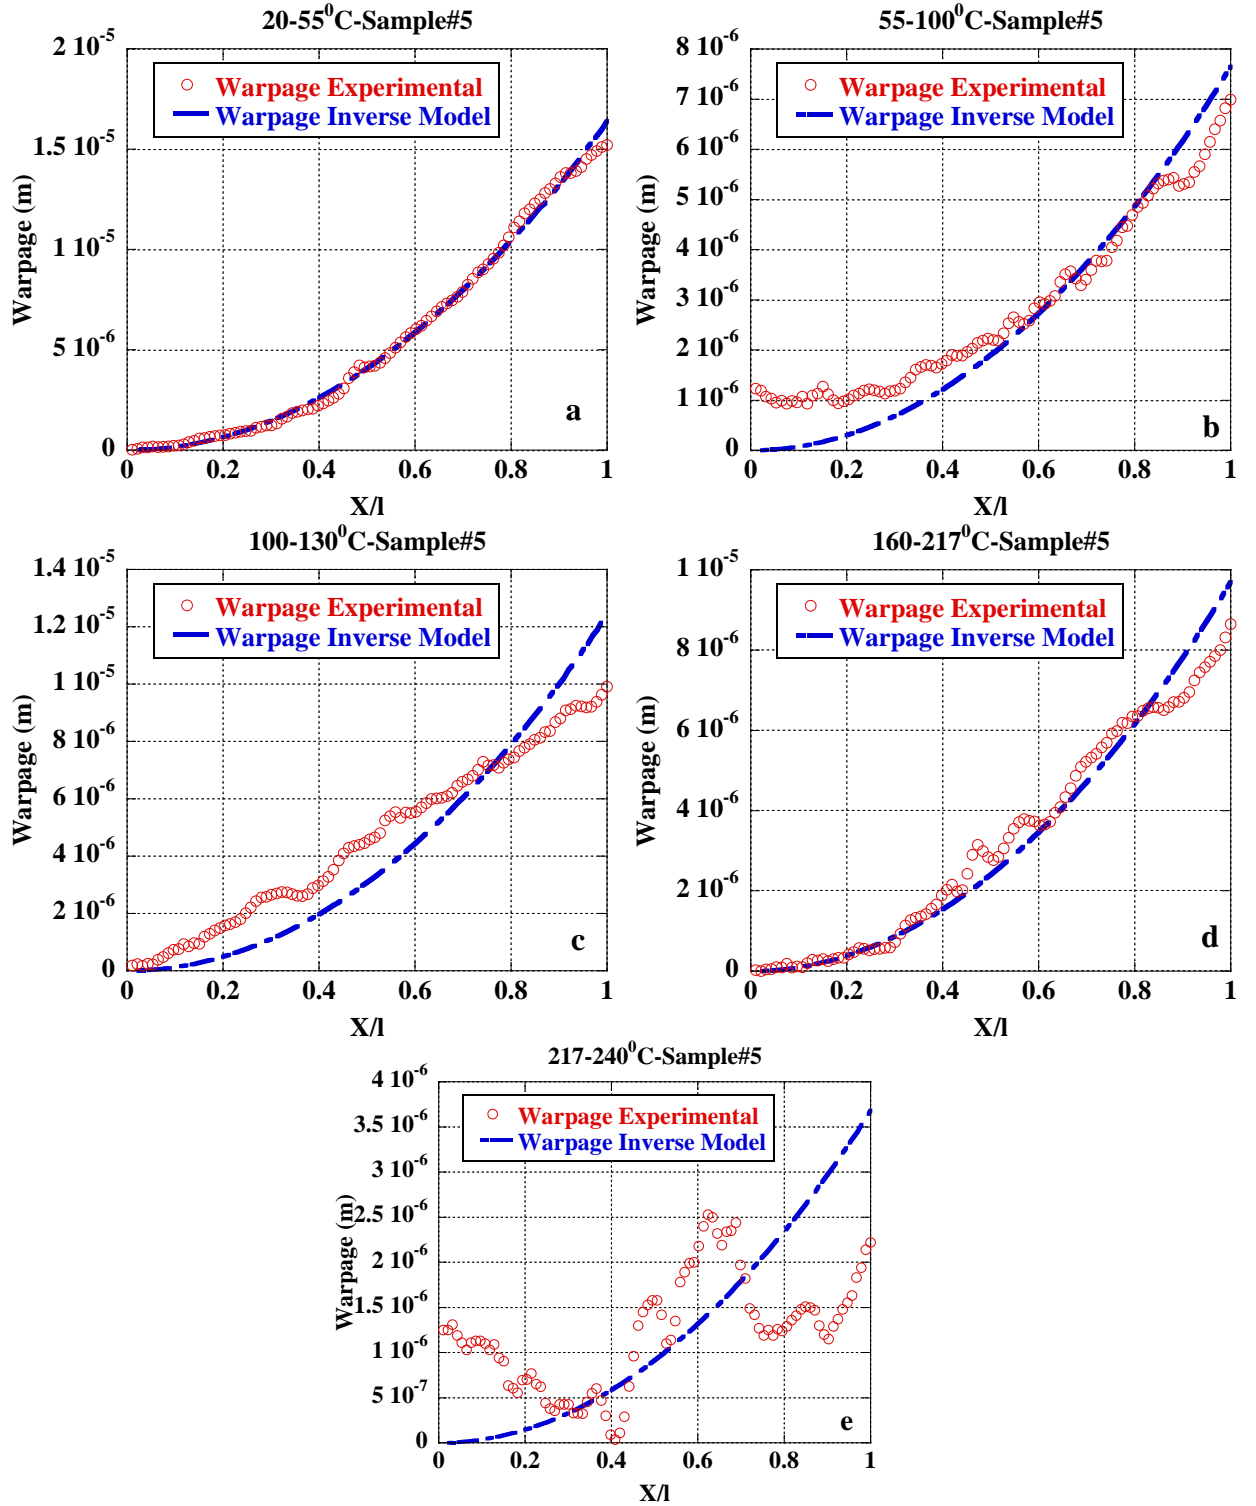 20-55⁰C-Sample#5
2 10⁻⁵
1.5 10⁻⁵
1 10⁻⁵
5 10⁻⁶
0
Warpage (m)
Warpage Experimental
Warpage Inverse Model
a
0 0.2 0.4 0.6 0.8 1
X/l
55-100⁰C-Sample#5
8 10⁻⁶
7 10⁻⁶
6 10⁻⁶
5 10⁻⁶
4 10⁻⁶
3 10⁻⁶
2 10⁻⁶
1 10⁻⁶
0
Warpage (m)
Warpage Experimental
Warpage Inverse Model
b
0 0.2 0.4 0.6 0.8 1
X/l
100-130⁰C-Sample#5
1.4 10⁻⁵
1.2 10⁻⁵
1 10⁻⁵
8 10⁻⁶
6 10⁻⁶
4 10⁻⁶
2 10⁻⁶
0
Warpage (m)
Warpage Experimental
Warpage Inverse Model
c
0 0.2 0.4 0.6 0.8 1
X/l
160-217⁰C-Sample#5
1 10⁻⁵
8 10⁻⁶
6 10⁻⁶
4 10⁻⁶
2 10⁻⁶
0
Warpage (m)
Warpage Experimental
Warpage Inverse Model
d
0 0.2 0.4 0.6 0.8 1
X/l
217-240⁰C-Sample#5
4 10⁻⁶
3.5 10⁻⁶
3 10⁻⁶
2.5 10⁻⁶
2 10⁻⁶
1.5 10⁻⁶
1 10⁻⁶
5 10⁻⁷
0
Warpage (m)
Warpage Experimental
Warpage Inverse Model
e
0 0.2 0.4 0.6 0.8 1
X/l